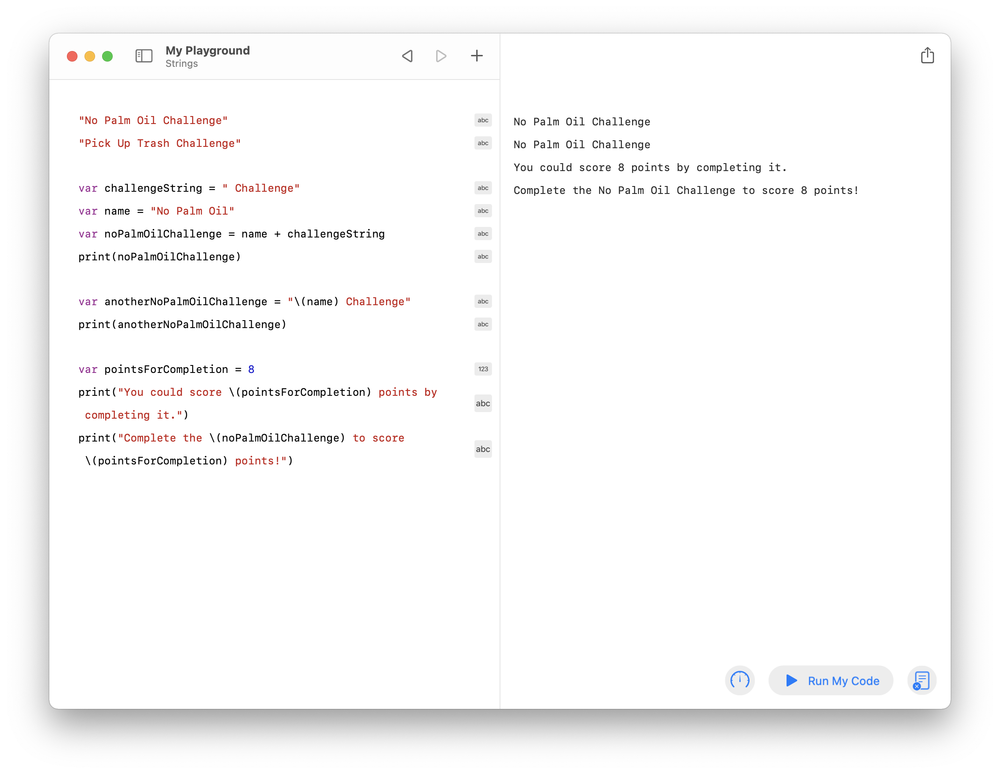 My Playground
Strings
"No Palm Oil Challenge"
abc
"Pick Up Trash Challenge"
abc
var challengeString = " Challenge"
abc
var name = "No Palm Oil"
abc
var noPalmOilChallenge = name + challengeString
abc
print(noPalmOilChallenge)
abc
var anotherNoPalmOilChallenge = "\(name) Challenge"
abc
print(anotherNoPalmOilChallenge)
abc
var pointsForCompletion = 8
123
print("You could score \(pointsForCompletion) points by
completing it.")
abc
print("Complete the \(noPalmOilChallenge) to score
\(pointsForCompletion) points!")
abc
No Palm Oil Challenge
No Palm Oil Challenge
You could score 8 points by completing it.
Complete the No Palm Oil Challenge to score 8 points!
Run My Code